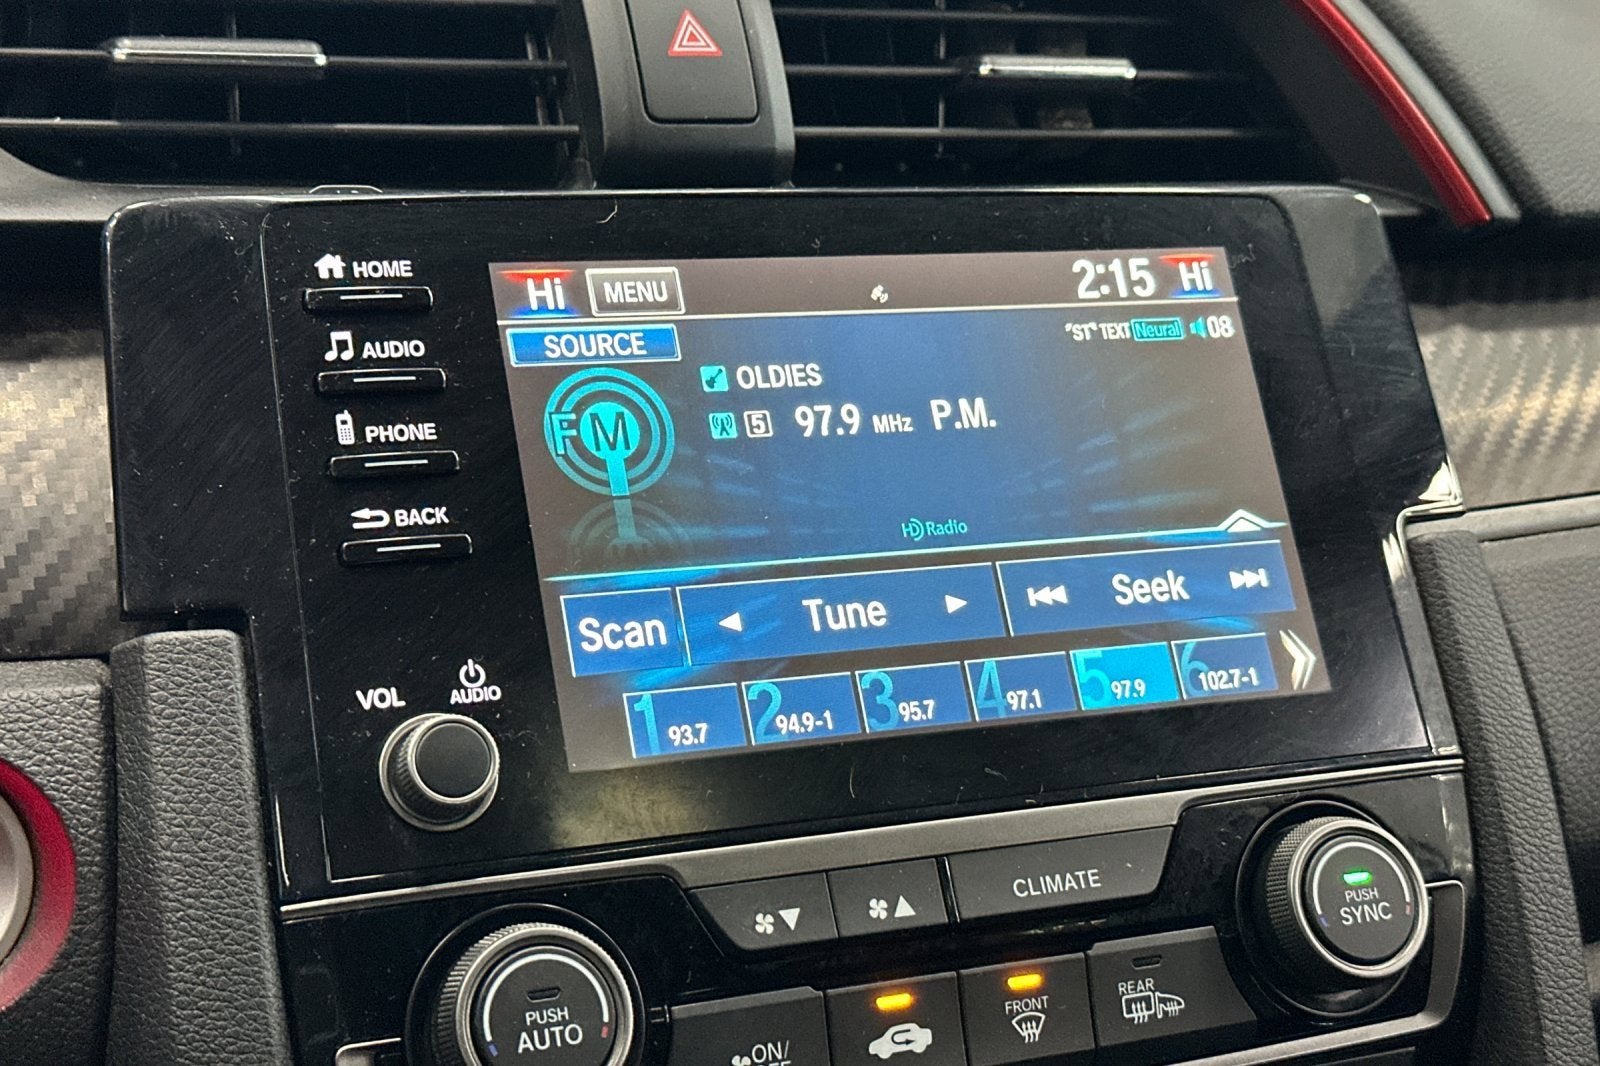 HOME
AUDIO
PHONE
BACK
VOL
AUDIO
Hi MENU 2:15 Hi
SOURCE "ST" TEXT Neural 08
FM
OLDIES
5 97.9 MHz P.M.
HD Radio
Scan Tune Seek
1 93.7 2 94.9-1 3 95.7 4 97.1 5 97.9 6 102.7-1
CLIMATE
PUSH
SYNC
PUSH
AUTO
ON/
FRONT
REAR